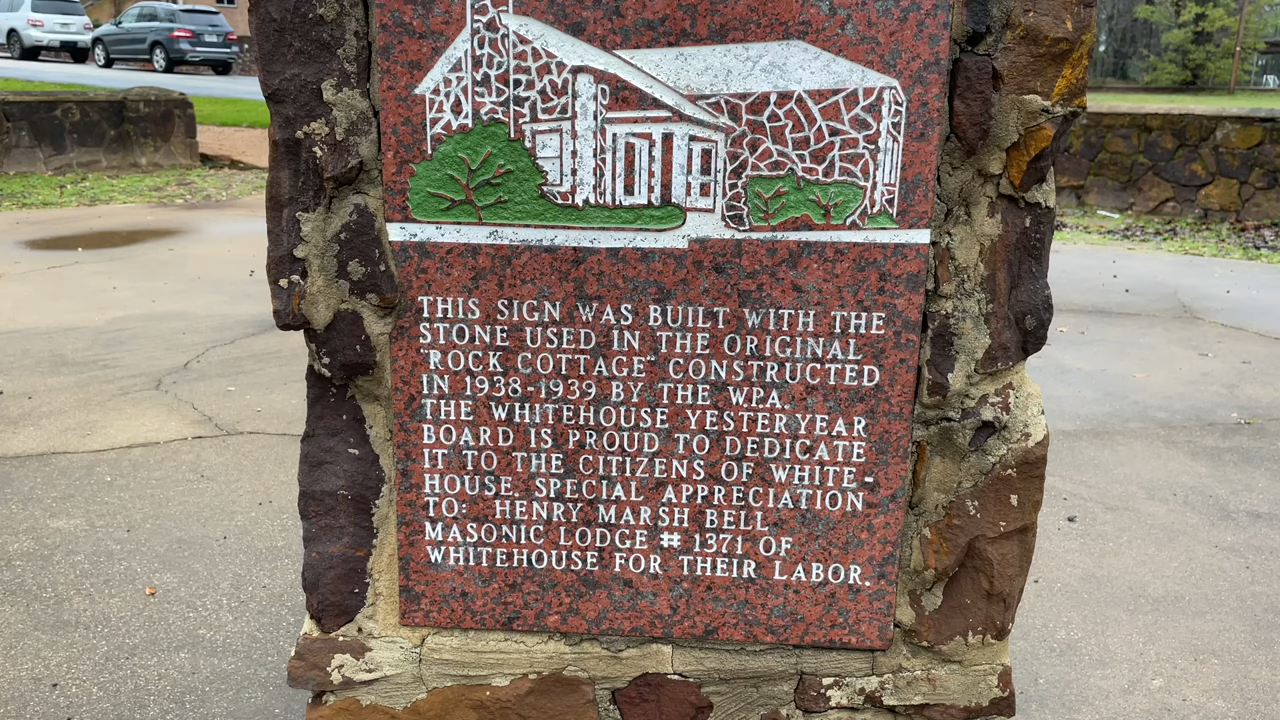 THIS SIGN WAS BUILT WITH THE
STONE USED IN THE ORIGINAL
"ROCK COTTAGE" CONSTRUCTED
IN 1938-1939 BY THE W.P.A.
THE WHITEHOUSE YESTERYEAR
BOARD IS PROUD TO DEDICATE
IT TO THE CITIZENS OF WHITE-
HOUSE. SPECIAL APPRECIATION
TO: HENRY MARSH BELL
MASONIC LODGE # 1371 OF
WHITEHOUSE FOR THEIR LABOR.